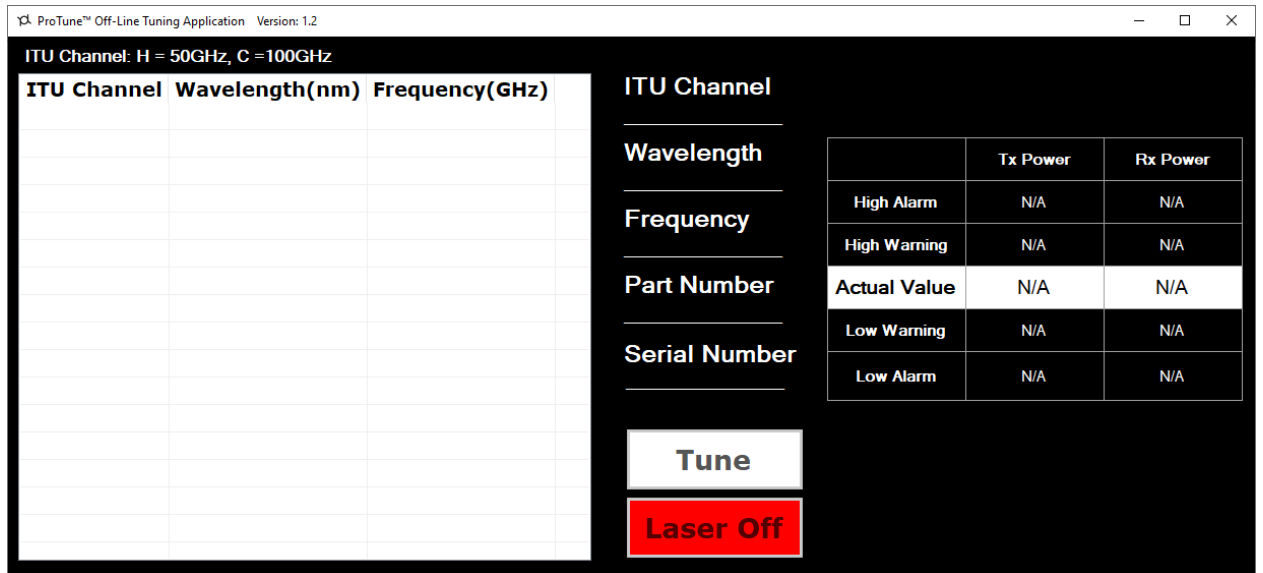 ProTune™ Off-Line Tuning Application Version: 1.2
ITU Channel: H = 50GHz, C =100GHz
ITU Channel Wavelength(nm) Frequency(GHz)
ITU Channel
Wavelength
Frequency
Part Number
Serial Number
Tune
Laser Off
Tx Power Rx Power
High Alarm N/A N/A
High Warning N/A N/A
Actual Value N/A N/A
Low Warning N/A N/A
Low Alarm N/A N/A